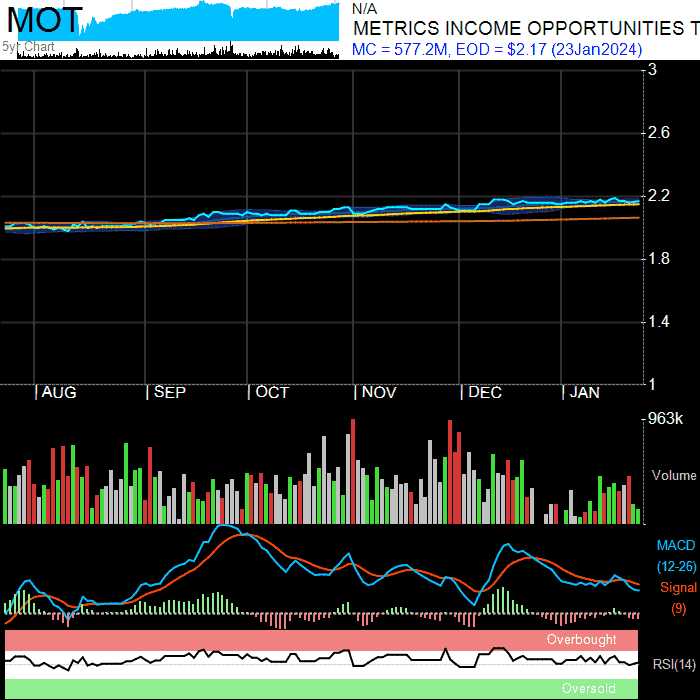 MOT
5yr Chart
N/A
METRICS INCOME OPPORTUNITIES T
MC = 577.2M, EOD = $2.17 (23Jan2024)
3
2.6
2.2
1.8
1.4
1
| AUG | SEP | OCT | NOV | DEC | JAN
963k
Volume
MACD
(12-26)
Signal
(9)
Overbought
RSI(14)
Oversold